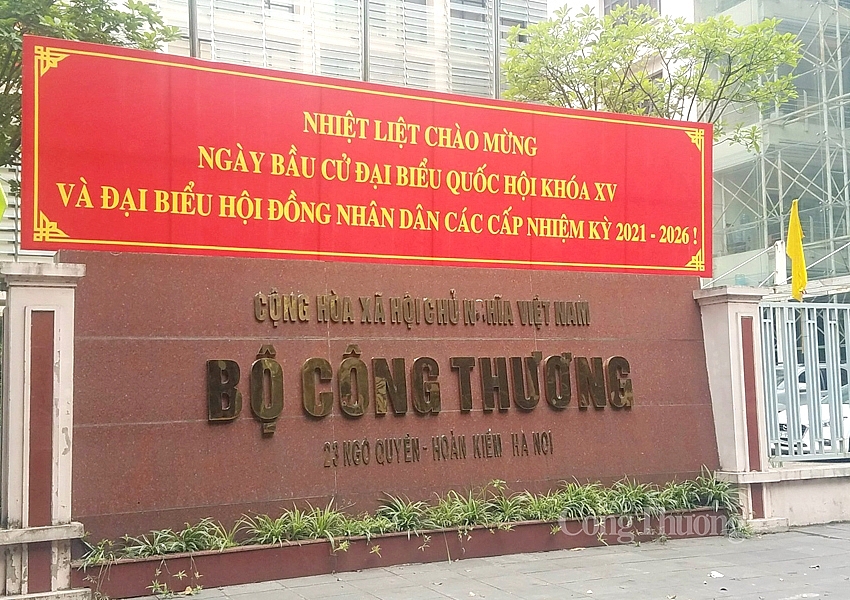 NHIỆT LIỆT CHÀO MỪNG
NGÀY BẦU CỬ ĐẠI BIỂU QUỐC HỘI KHÓA XV
VÀ ĐẠI BIỂU HỘI ĐỒNG NHÂN DÂN CÁC CẤP NHIỆM KỲ 2021 - 2026 !
CỘNG HÒA XÃ HỘI CHỦ NGHĨA VIỆT NAM
BỘ CÔNG THƯƠNG
23 NGÔ QUYỀN - HOÀN KIẾM HÀ NỘI
CôngThương